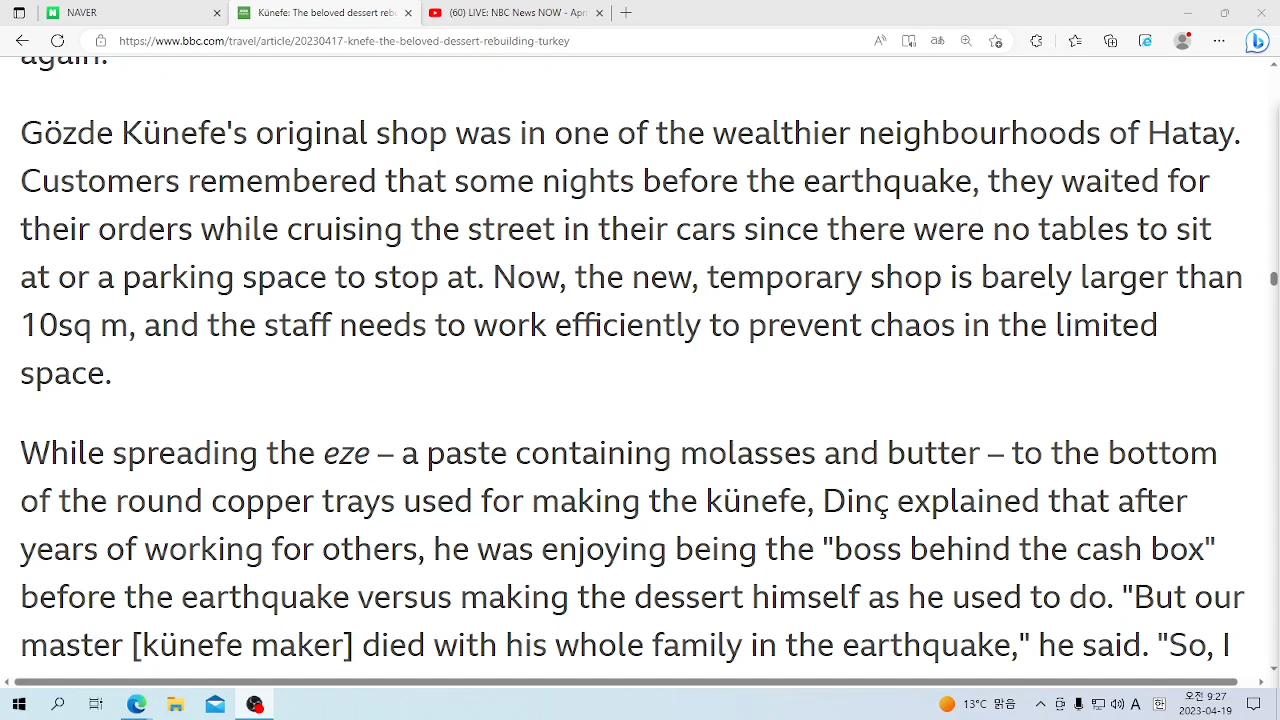 NAVER
Künefe: The beloved dessert reb
(60) LIVE: NBC News NOW - Apri
https://www.bbc.com/travel/article/20230417-knefe-the-beloved-dessert-rebuilding-turkey
again.
Gözde Künefe's original shop was in one of the wealthier neighbourhoods of Hatay.
Customers remembered that some nights before the earthquake, they waited for
their orders while cruising the street in their cars since there were no tables to sit
at or a parking space to stop at. Now, the new, temporary shop is barely larger than
10sq m, and the staff needs to work efficiently to prevent chaos in the limited
space.
While spreading the eze – a paste containing molasses and butter – to the bottom
of the round copper trays used for making the künefe, Dinç explained that after
years of working for others, he was enjoying being the "boss behind the cash box"
before the earthquake versus making the dessert himself as he used to do. "But our
master [künefe maker] died with his whole family in the earthquake," he said. "So, I
13°C 맑음
A
오전 9:27
2023-04-19